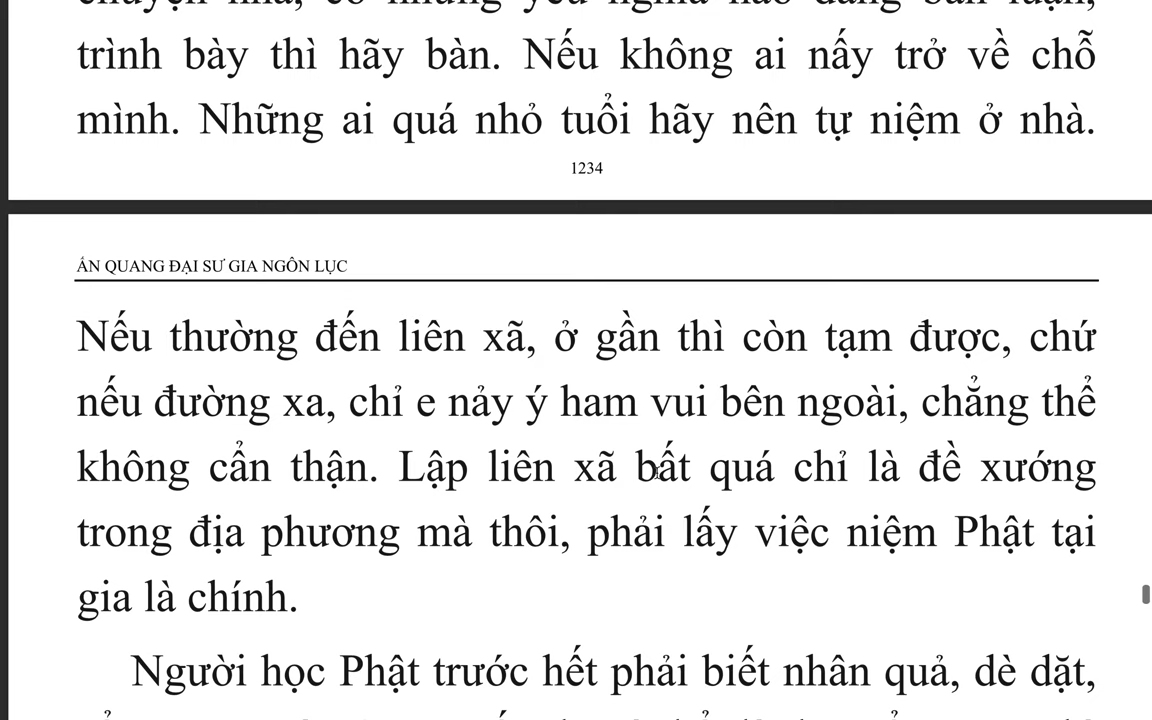 trình bày thì hãy bàn. Nếu không ai nấy trở về chỗ
mình. Những ai quá nhỏ tuổi hãy nên tự niệm ở nhà.
1234
ẤN QUANG ĐẠI SƯ GIA NGÔN LỤC
Nếu thường đến liên xã, ở gần thì còn tạm được, chứ
nếu đường xa, chỉ e nảy ý ham vui bên ngoài, chẳng thể
không cẩn thận. Lập liên xã bất quá chỉ là đề xướng
trong địa phương mà thôi, phải lấy việc niệm Phật tại
gia là chính.
Người học Phật trước hết phải biết nhân quả, dè dặt,